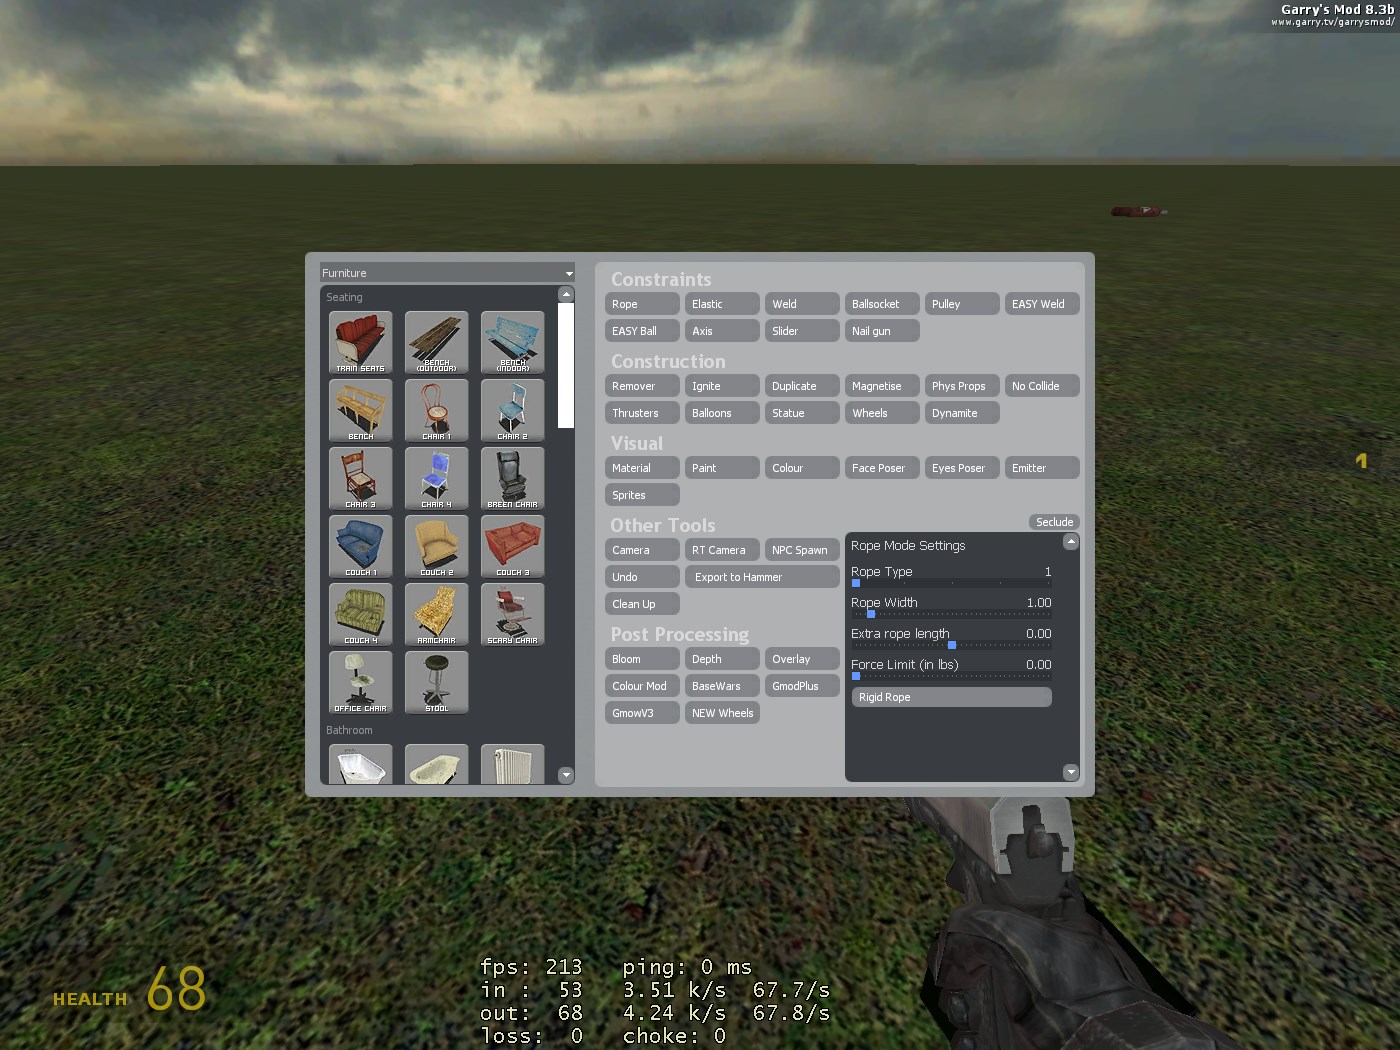 Garry's Mod 8.3b
www.garry.tv/garrysmod/
Furniture
Seating
TRAIN SEATS
BENCH (OUTDOOR)
BENCH (INDOOR)
BENCH
CHAIR 1
CHAIR 2
CHAIR 3
CHAIR 4
BREEN CHAIR
COUCH 1
COUCH 2
COUCH 3
COUCH 4
ARMCHAIR
SCARY CHAIR
OFFICE CHAIR
STOOL
Bathroom
Constraints
Rope Elastic Weld Ballsocket Pulley EASY Weld
EASY Ball Axis Slider Nail gun
Construction
Remover Ignite Duplicate Magnetise Phys Props No Collide
Thrusters Balloons Statue Wheels Dynamite
Visual
Material Paint Colour Face Poser Eyes Poser Emitter
Sprites
Other Tools
Camera RT Camera NPC Spawn
Undo Export to Hammer
Clean Up
Post Processing
Bloom Depth Overlay
Colour Mod BaseWars GmodPlus
GmowV3 NEW Wheels
Seclude
Rope Mode Settings
Rope Type 1
Rope Width 1.00
Extra rope length 0.00
Force Limit (in lbs) 0.00
Rigid Rope
1
HEALTH 68
fps: 213 ping: 0 ms
in : 53 3.51 k/s 67.7/s
out: 68 4.24 k/s 67.8/s
loss: 0 choke: 0